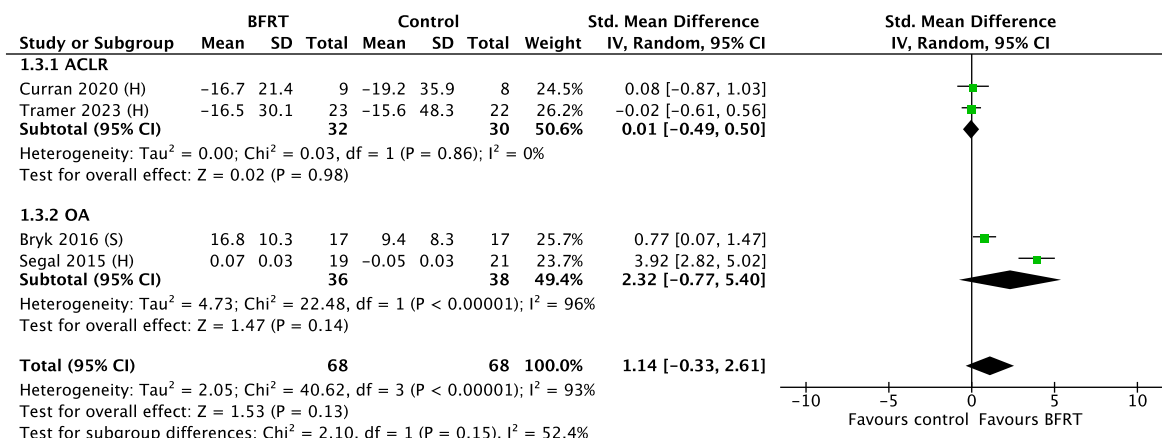 BFRT Control Std. Mean Difference Std. Mean Difference
Study or Subgroup Mean SD Total Mean SD Total Weight IV, Random, 95% CI IV, Random, 95% CI
1.3.1 ACLR
Curran 2020 (H) −16.7 21.4 9 −19.2 35.9 8 24.5% 0.08 [−0.87, 1.03]
Tramer 2023 (H) −16.5 30.1 23 −15.6 48.3 22 26.2% −0.02 [−0.61, 0.56]
Subtotal (95% CI) 32 30 50.6% 0.01 [−0.49, 0.50]
Heterogeneity: Tau² = 0.00; Chi² = 0.03, df = 1 (P = 0.86); I² = 0%
Test for overall effect: Z = 0.02 (P = 0.98)
1.3.2 OA
Bryk 2016 (S) 16.8 10.3 17 9.4 8.3 17 25.7% 0.77 [0.07, 1.47]
Segal 2015 (H) 0.07 0.03 19 −0.05 0.03 21 23.7% 3.92 [2.82, 5.02]
Subtotal (95% CI) 36 38 49.4% 2.32 [−0.77, 5.40]
Heterogeneity: Tau² = 4.73; Chi² = 22.48, df = 1 (P < 0.00001); I² = 96%
Test for overall effect: Z = 1.47 (P = 0.14)
Total (95% CI) 68 68 100.0% 1.14 [−0.33, 2.61]
Heterogeneity: Tau² = 2.05; Chi² = 40.62, df = 3 (P < 0.00001); I² = 93%
−10 −5 0 5 10
Test for overall effect: Z = 1.53 (P = 0.13)
Favours control Favours BFRT
Test for subgroup differences: Chi² = 2.10, df = 1 (P = 0.15), I² = 52.4%